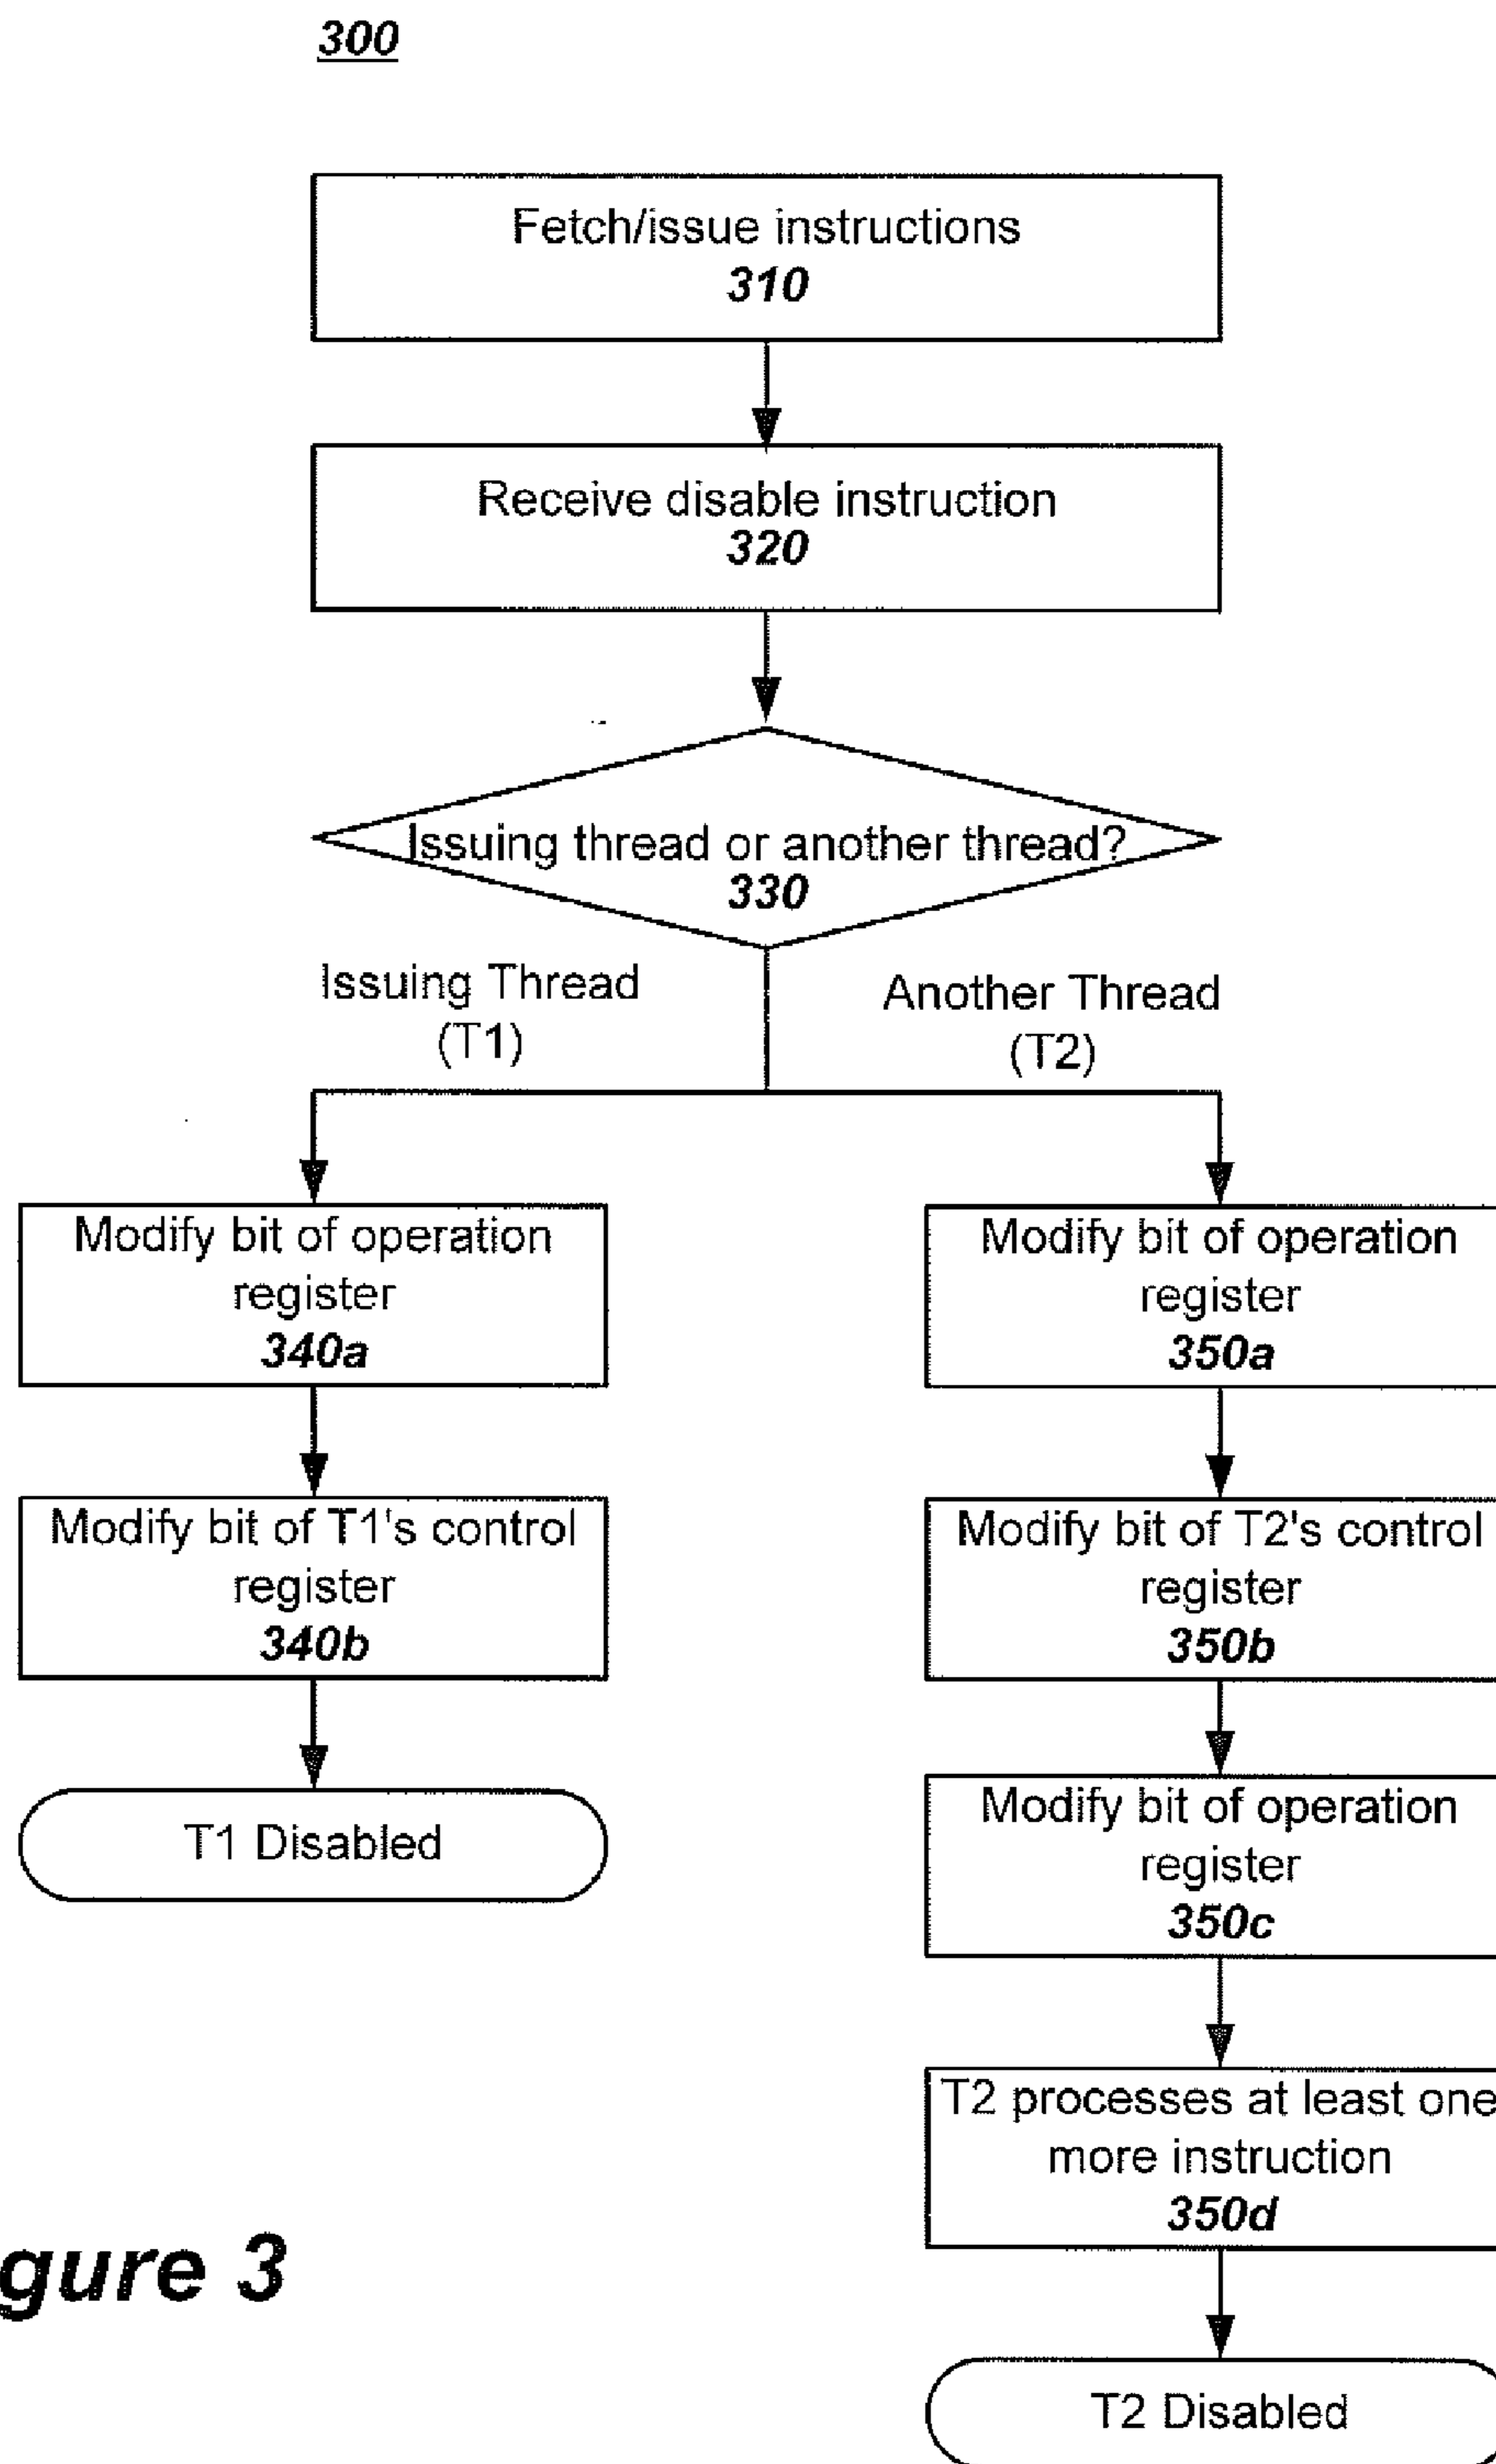 300
Fetch/issue instructions
310
Receive disable instruction
320
Issuing thread or another thread?
330
Issuing Thread
(T1)
Another Thread
(T2)
Modify bit of operation
register
340a
Modify bit of T1's control
register
340b
T1 Disabled
Modify bit of operation
register
350a
Modify bit of T2's control
register
350b
Modify bit of operation
register
350c
T2 processes at least one
more instruction
350d
T2 Disabled
gure 3